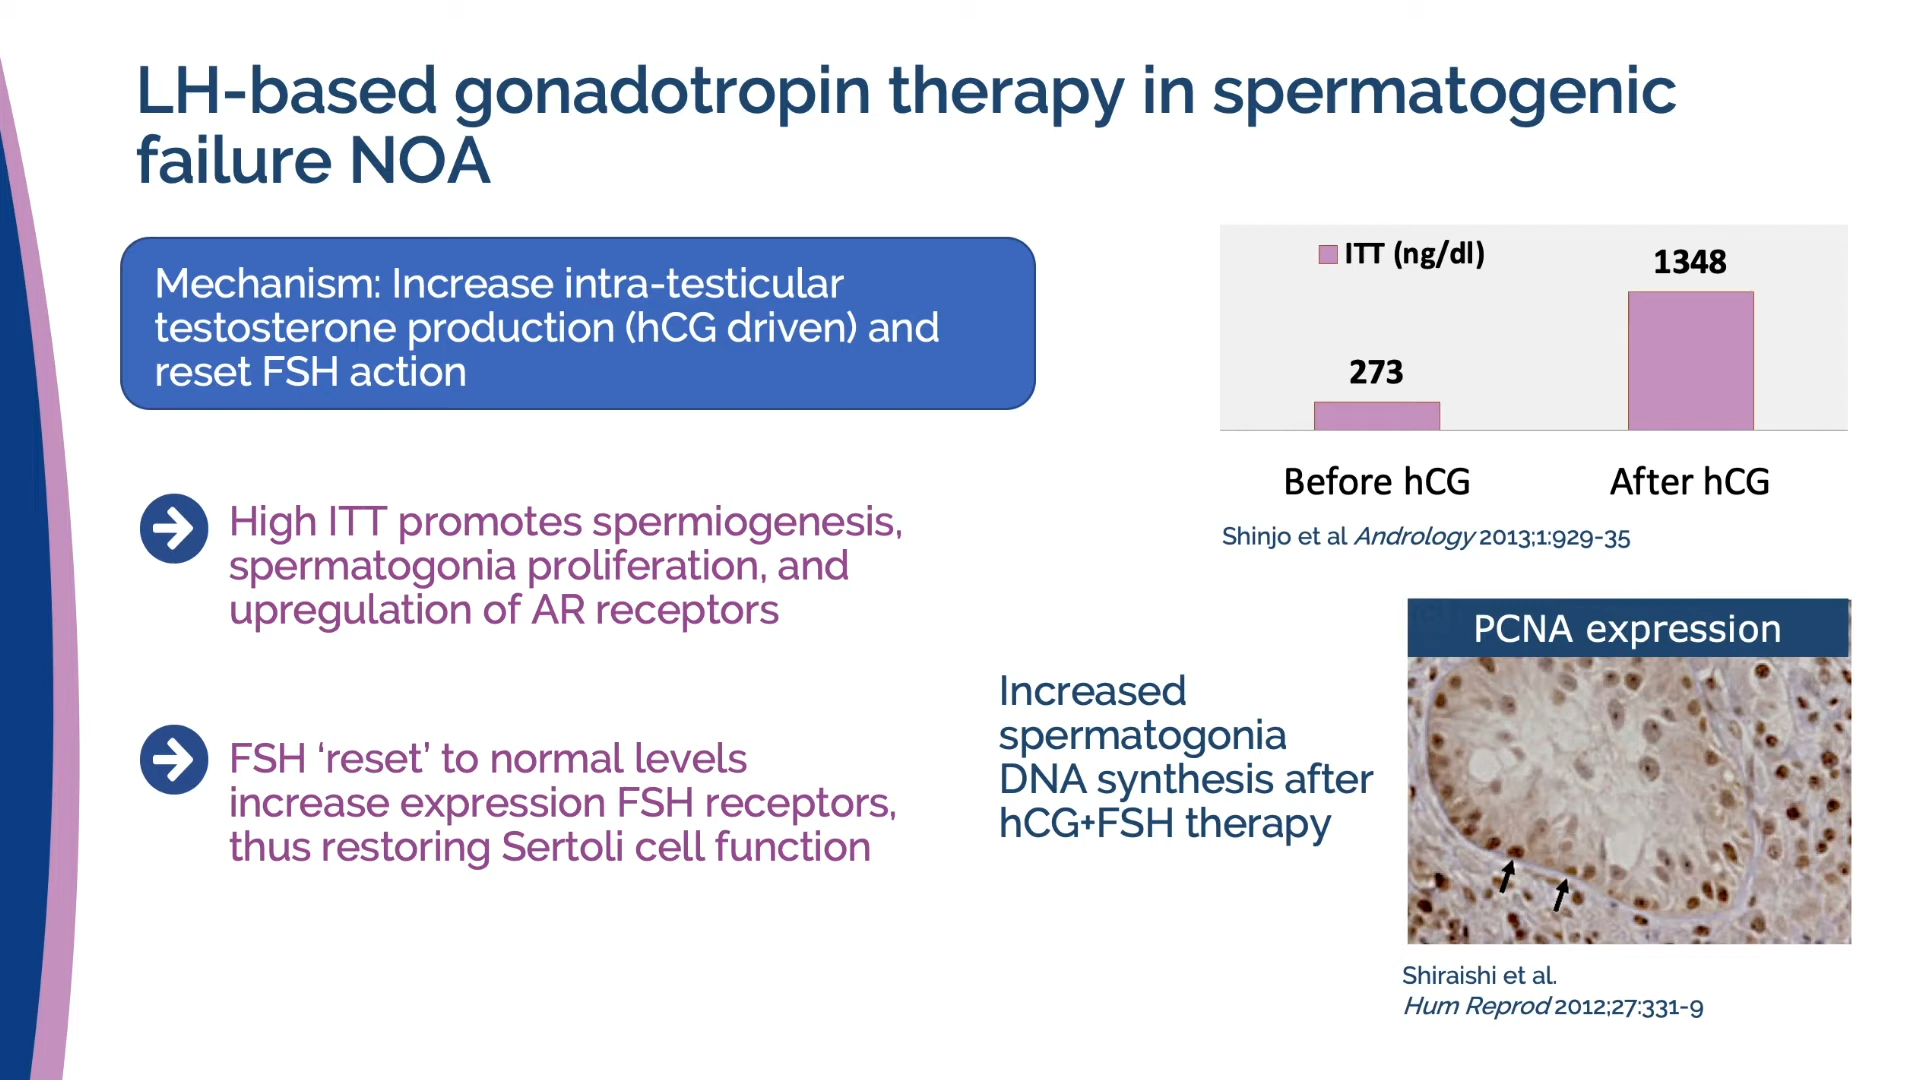 LH-based gonadotropin therapy in spermatogenic
failure NOA
Mechanism: Increase intra-testicular
testosterone production (hCG driven) and
reset FSH action
High ITT promotes spermiogenesis,
spermatogonia proliferation, and
upregulation of AR receptors
FSH ‘reset’ to normal levels
increase expression FSH receptors,
thus restoring Sertoli cell function
ITT (ng/dl)
273
1348
Before hCG
After hCG
Shinjo et al Andrology 2013;1:929-35
Increased
spermatogonia
DNA synthesis after
hCG+FSH therapy
PCNA expression
Shiraishi et al.
Hum Reprod 2012;27:331-9